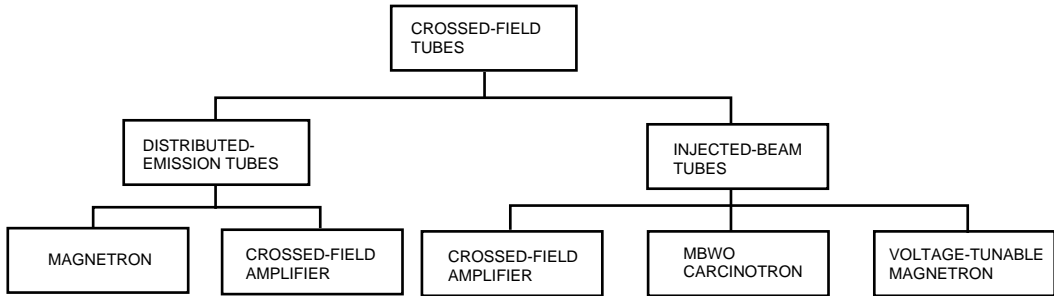 CROSSED-FIELD
TUBES
DISTRIBUTED-
EMISSION TUBES
INJECTED-BEAM
TUBES
MAGNETRON
CROSSED-FIELD
AMPLIFIER
CROSSED-FIELD
AMPLIFIER
MBWO
CARCINOTRON
VOLTAGE-TUNABLE
MAGNETRON